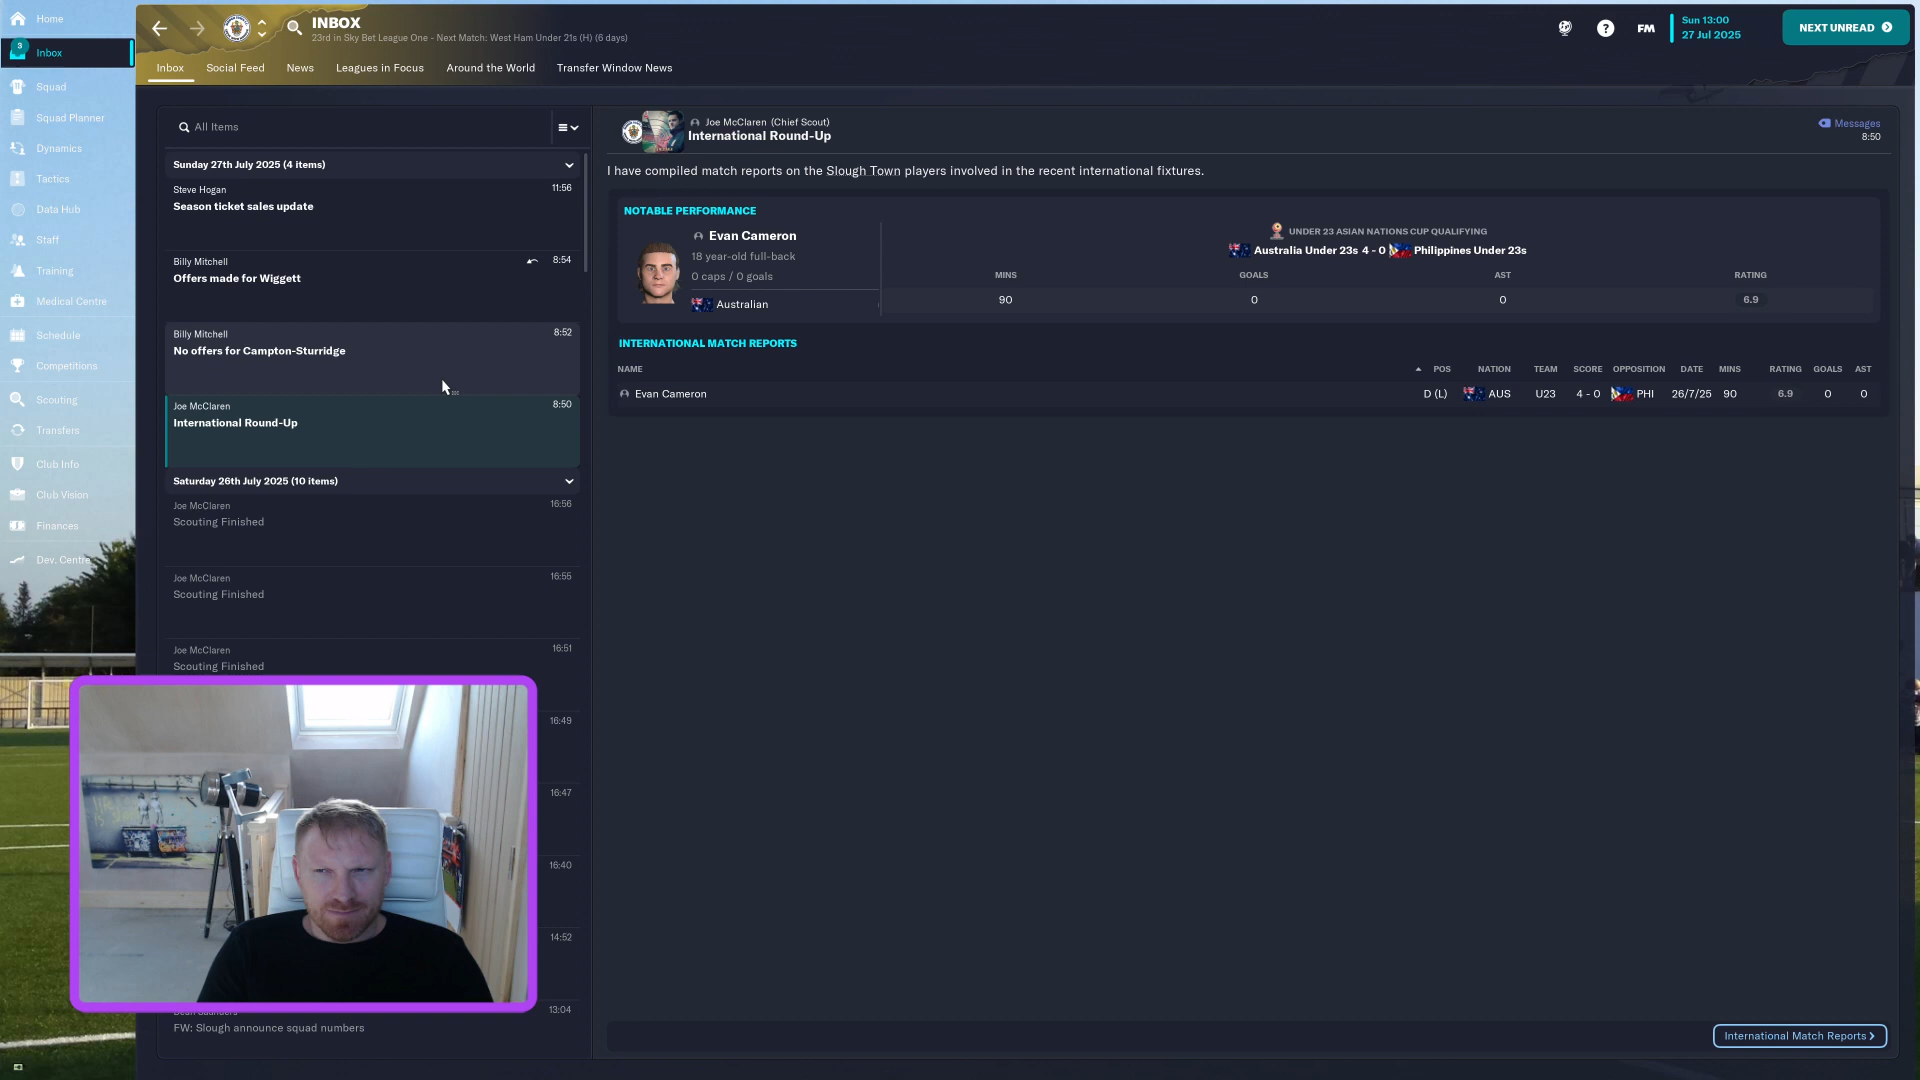 Home
3
Inbox
Squad
Squad Planner
Dynamics
Tactics
Data Hub
Staff
Training
Medical Centre
Schedule
Competitions
Scouting
Transfers
Club Info
Club Vision
Finances
Dev. Centre
INBOX
23rd in Sky Bet League One - Next Match: West Ham Under 21s (H) (6 days)
? FM
Sun 13:00
27 Jul 2025
NEXT UNREAD
Inbox Social Feed News Leagues in Focus Around the World Transfer Window News
All Items
Sunday 27th July 2025 (4 items)
Steve Hogan 11:56
Season ticket sales update
Billy Mitchell 8:54
Offers made for Wiggett
Billy Mitchell 8:52
No offers for Campton-Sturridge
Joe McClaren 8:50
International Round-Up
Saturday 26th July 2025 (10 items)
Joe McClaren 16:56
Scouting Finished
Joe McClaren 16:55
Scouting Finished
Joe McClaren 16:51
Scouting Finished
16:49
16:47
16:40
14:52
13:04
FW: Slough announce squad numbers
Joe McClaren (Chief Scout)
International Round-Up
Messages
8:50
I have compiled match reports on the Slough Town players involved in the recent international fixtures.
NOTABLE PERFORMANCE
Evan Cameron
18 year-old full-back
0 caps / 0 goals
Australian
UNDER 23 ASIAN NATIONS CUP QUALIFYING
Australia Under 23s 4 - 0 Philippines Under 23s
MINS GOALS AST RATING
90 0 0 6.9
INTERNATIONAL MATCH REPORTS
NAME POS NATION TEAM SCORE OPPOSITION DATE MINS RATING GOALS AST
Evan Cameron D (L) AUS U23 4 - 0 PHI 26/7/25 90 6.9 0 0
International Match Reports